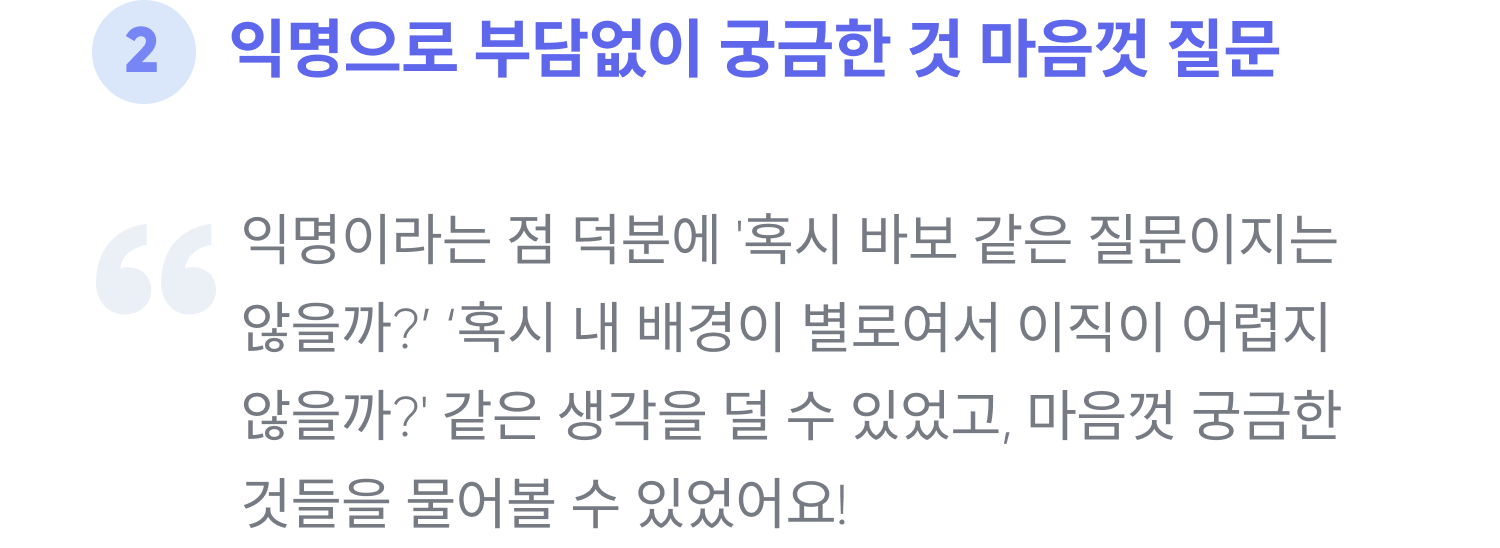 2 익명으로 부담없이 궁금한 것 마음껏 질문
“ 익명이라는 점 덕분에 '혹시 바보 같은 질문이지는
않을까?’ ‘혹시 내 배경이 별로여서 이직이 어렵지
않을까?' 같은 생각을 덜 수 있었고, 마음껏 궁금한
것들을 물어볼 수 있었어요!